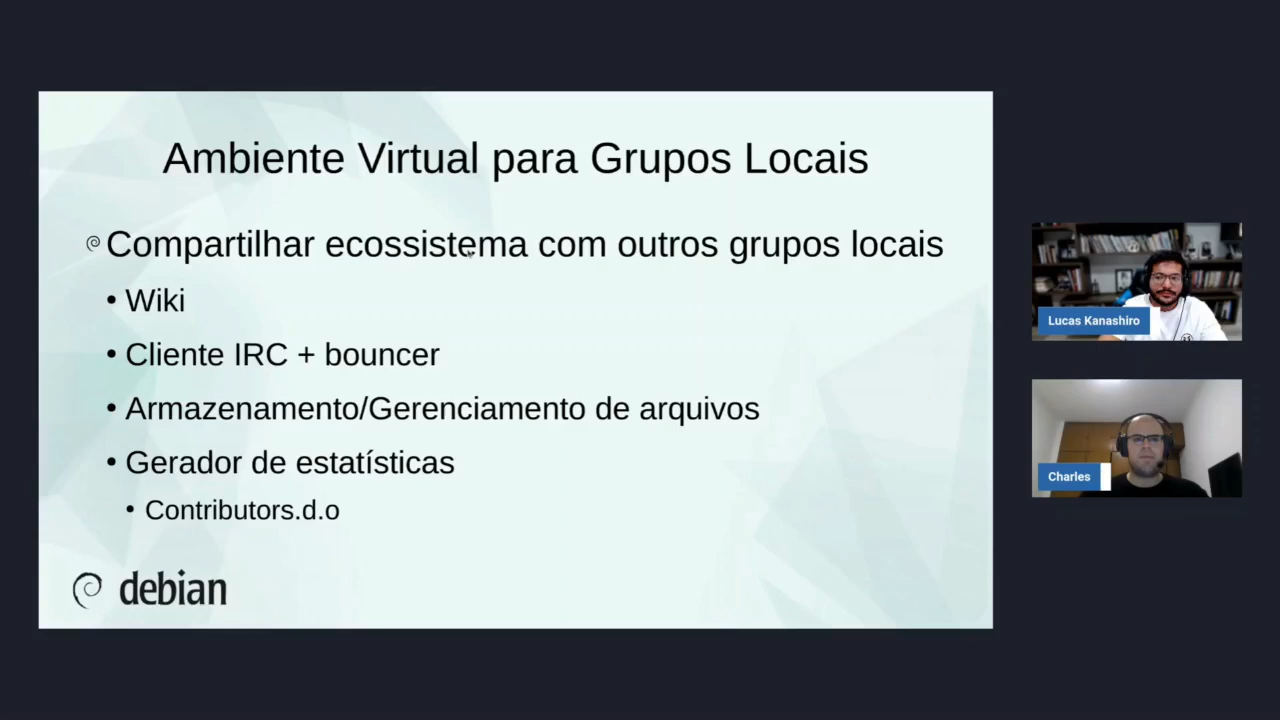 Ambiente Virtual para Grupos Locais
Compartilhar ecossistema com outros grupos locais
Wiki
Cliente IRC + bouncer
Armazenamento/Gerenciamento de arquivos
Gerador de estatísticas
Contributors.d.o
debian
Lucas Kanashiro
Charles